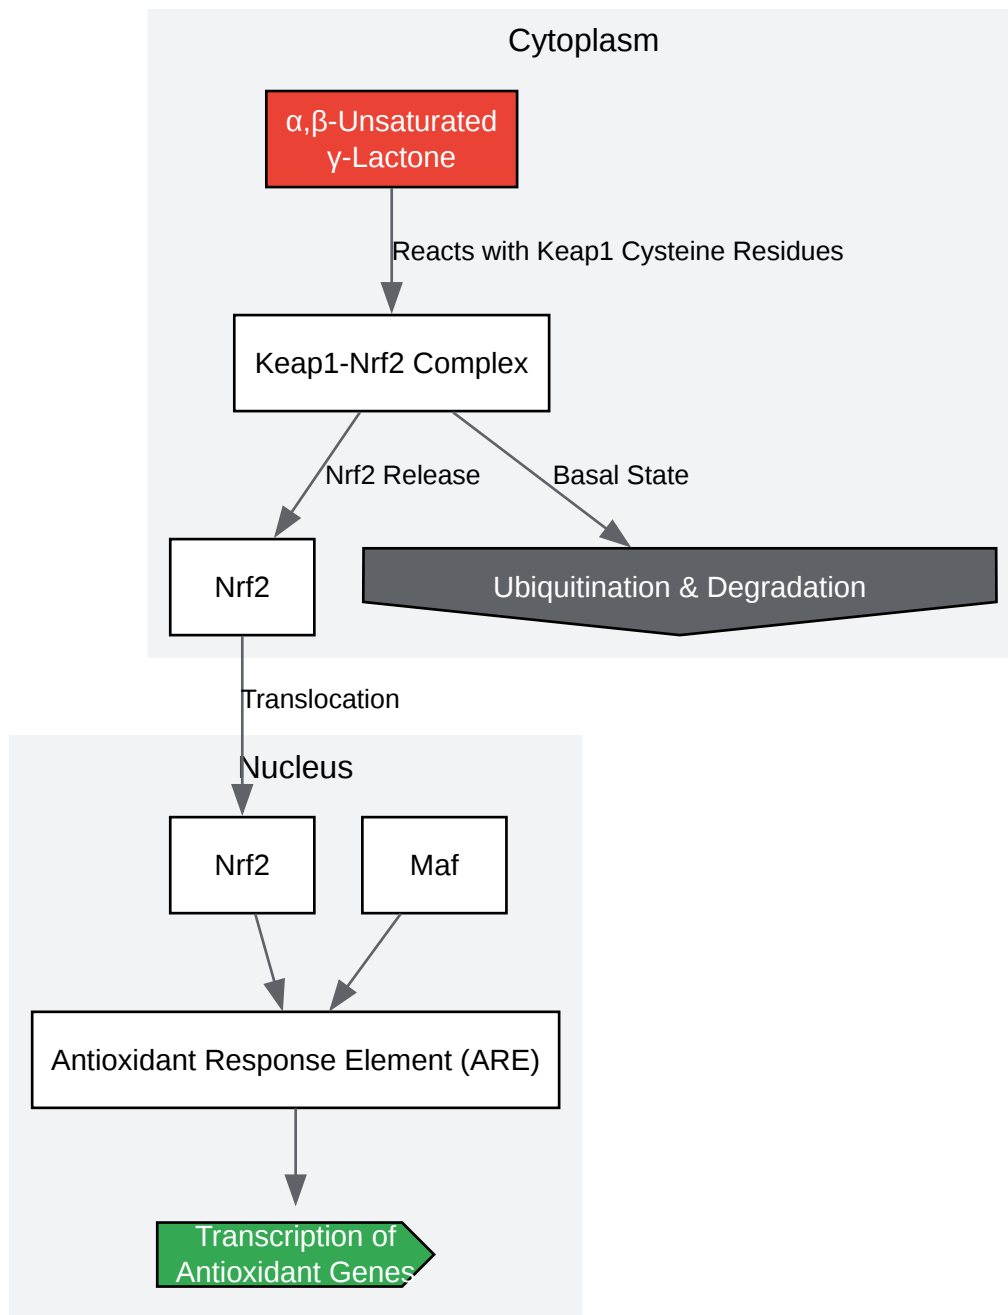 Cytoplasm
α,β-Unsaturated
γ-Lactone
Reacts with Keap1 Cysteine Residues
Keap1-Nrf2 Complex
Nrf2 Release
Basal State
Nrf2
Ubiquitination & Degradation
Translocation
Nucleus
Nrf2
Maf
Antioxidant Response Element (ARE)
Transcription of
Antioxidant Genes